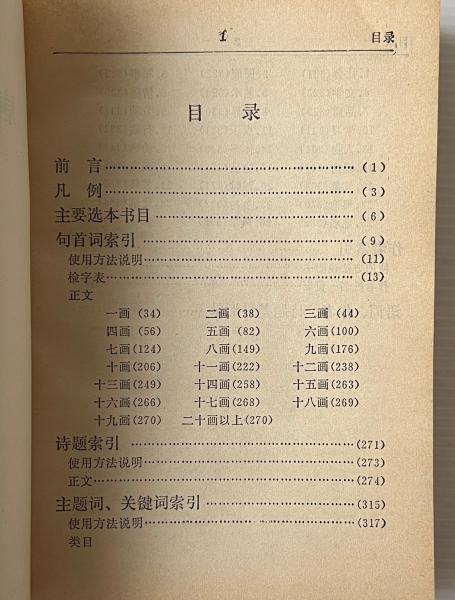 1 目录
目 录
前 言……………………………………(1)
凡 例……………………………………(3)
主要选本书目……………………………(6)
句首词索引………………………………(9)
使用方法说明……………………………(11)
检字表……………………………………(13)
正文
一画(34) 二画(38) 三画(44)
四画(56) 五画(82) 六画(100)
七画(124) 八画(149) 九画(176)
十画(206) 十一画(222) 十二画(238)
十三画(249) 十四画(258) 十五画(263)
十六画(266) 十七画(268) 十八画(269)
十九画(270) 二十画以上(270)
诗题索引…………………………………(271)
使用方法说明……………………………(273)
正文………………………………………(274)
主题词、关键词索引……………………(315)
使用方法说明……………………………(317)
类目